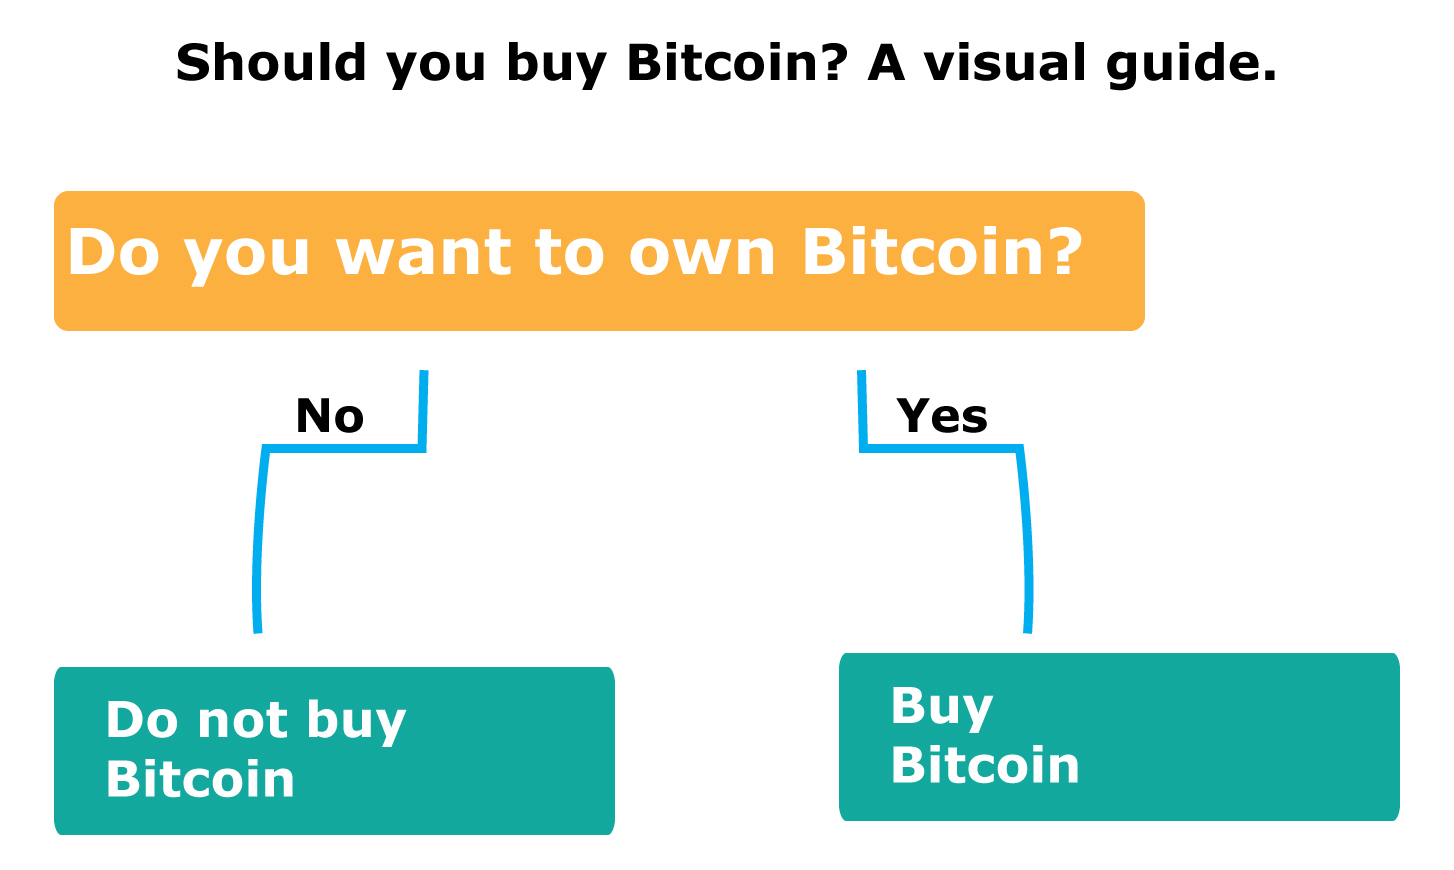 Should you buy Bitcoin? A visual guide.
Do you want to own Bitcoin?
No
Yes
Do not buy
Bitcoin
Buy
Bitcoin